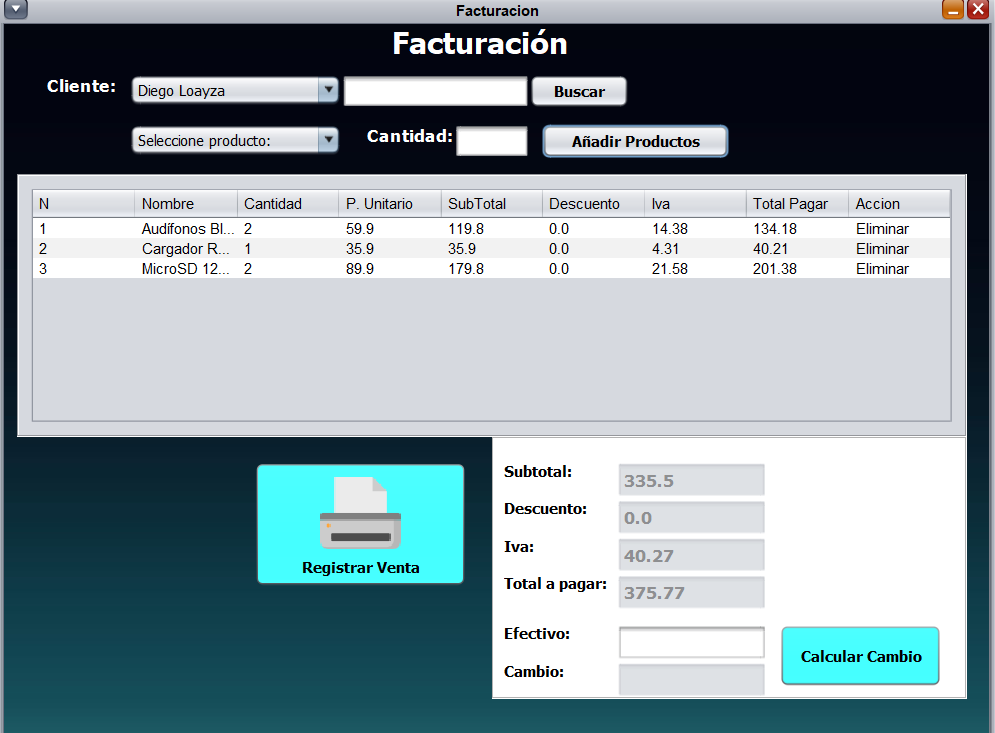 Facturacion
Facturación
Cliente: Diego Loayza Buscar
Seleccione producto: Cantidad: Añadir Productos
N Nombre Cantidad P. Unitario SubTotal Descuento Iva Total Pagar Accion
1 Audífonos Bl... 2 59.9 119.8 0.0 14.38 134.18 Eliminar
2 Cargador R... 1 35.9 35.9 0.0 4.31 40.21 Eliminar
3 MicroSD 12... 2 89.9 179.8 0.0 21.58 201.38 Eliminar
Registrar Venta
Subtotal: 335.5
Descuento: 0.0
Iva: 40.27
Total a pagar: 375.77
Efectivo:
Cambio:
Calcular Cambio